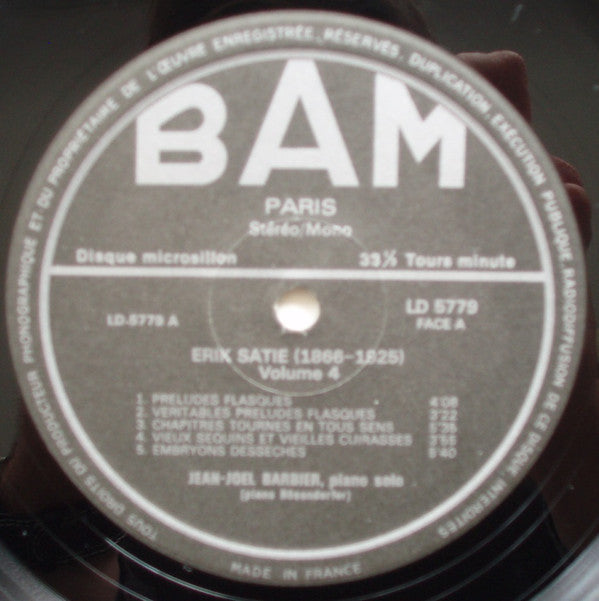 TOUS DROITS DU PRODUCTEUR PHONOGRAPHIQUE ET DU PROPRIÉTAIRE DE L'ŒUVRE ENREGISTRÉE, RÉSERVÉS, DUPLICATION, EXÉCUTION PUBLIQUE, RADIODIFFUSION DE CE DISQUE INTERDITES
BAM
PARIS
Stéréo/Mono
Disque microsillon 33⅓ Tours minute
LD-5779 A
LD 5779
FACE A
ERIK SATIE (1866-1925)
Volume 4
1. PRELUDES FLASQUES 4'08
2. VERITABLES PRELUDES FLASQUES 3'22
3. CHAPITRES TOURNES EN TOUS SENS 5'35
4. VIEUX SEQUINS ET VIEILLES CUIRASSES 3'55
5. EMBRYONS DESSECHES 5'40
JEAN-JOEL BARBIER, piano solo
(piano Bösendorfer)
MADE IN FRANCE